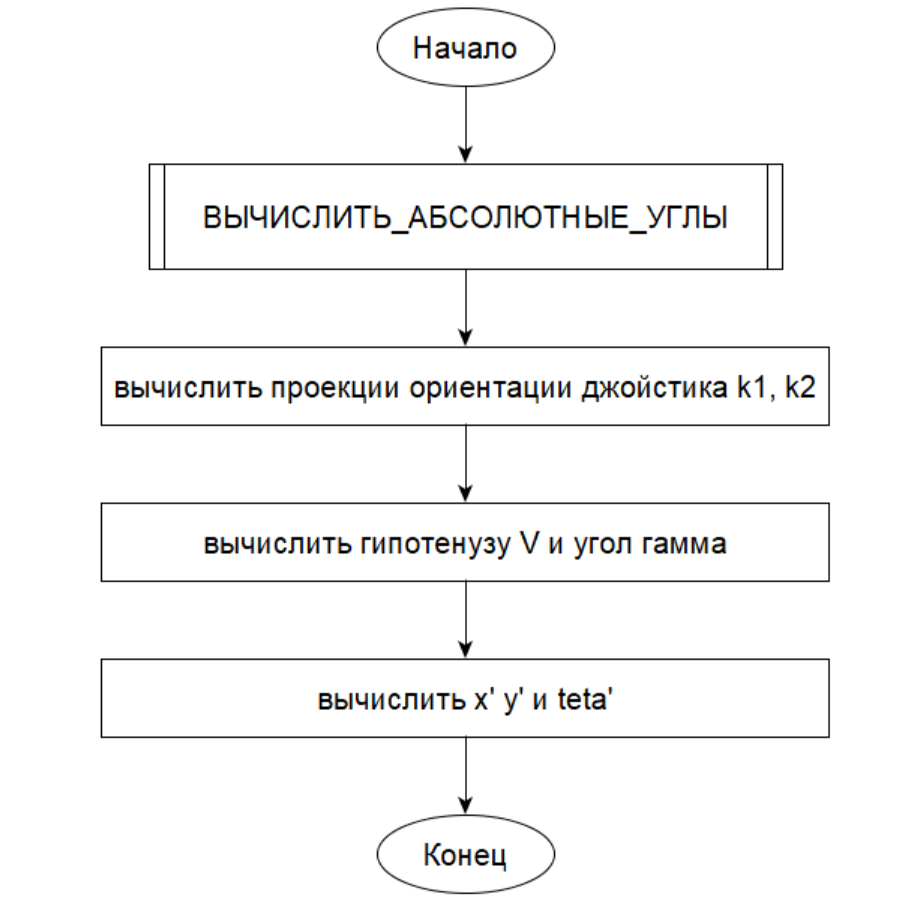 Начало
ВЫЧИСЛИТЬ_АБСОЛЮТНЫЕ_УГЛЫ
вычислить проекции ориентации джойстика k1, k2
вычислить гипотенузу V и угол гамма
вычислить x' y' и teta'
Конец